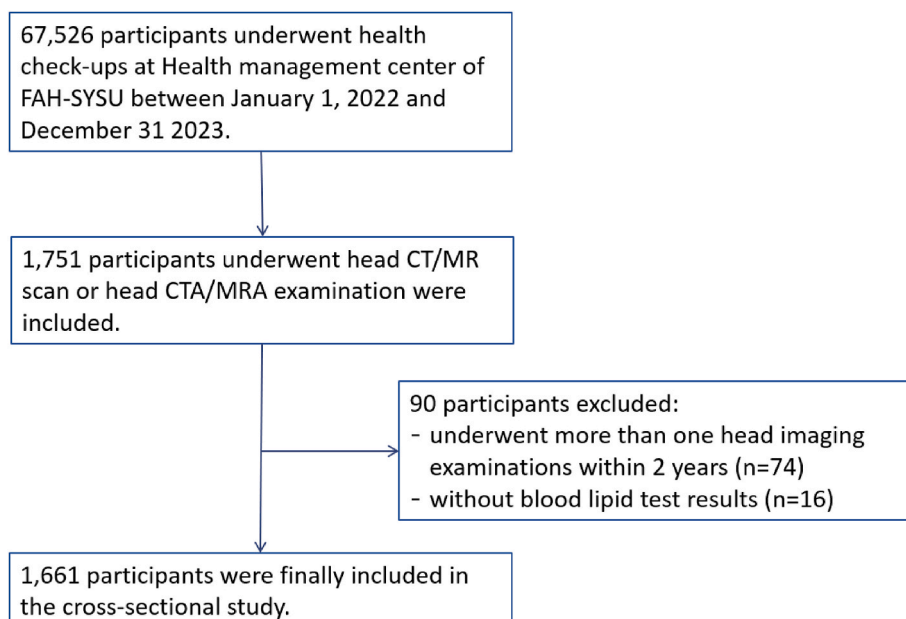 67,526 participants underwent health
check-ups at Health management center of
FAH-SYSU between January 1, 2022 and
December 31 2023.
1,751 participants underwent head CT/MR
scan or head CTA/MRA examination were
included.
90 participants excluded:
- underwent more than one head imaging
examinations within 2 years (n=74)
- without blood lipid test results (n=16)
1,661 participants were finally included in
the cross-sectional study.